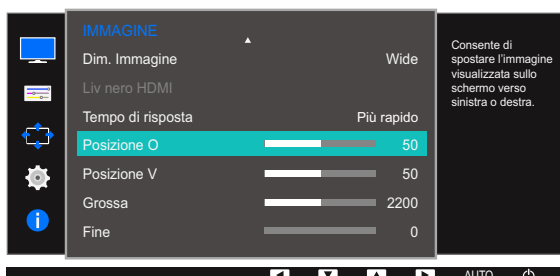 IMMAGINE
Dim. Immagine Wide
Liv nero HDMI
Tempo di risposta Più rapido
Posizione O 50
Posizione V 50
Grossa 2200
Fine 0
Consente di
spostare l'immagine
visualizzata sullo
schermo verso
sinistra o destra.
AUTO